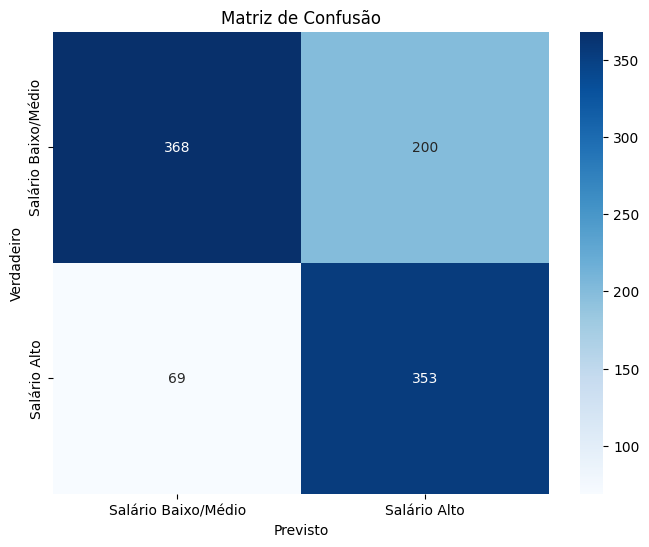 Matriz de Confusão
Salário Baixo/Médio
Salário Alto
Verdadeiro
368
200
69
353
Salário Baixo/Médio
Salário Alto
Previsto
350
300
250
200
150
100